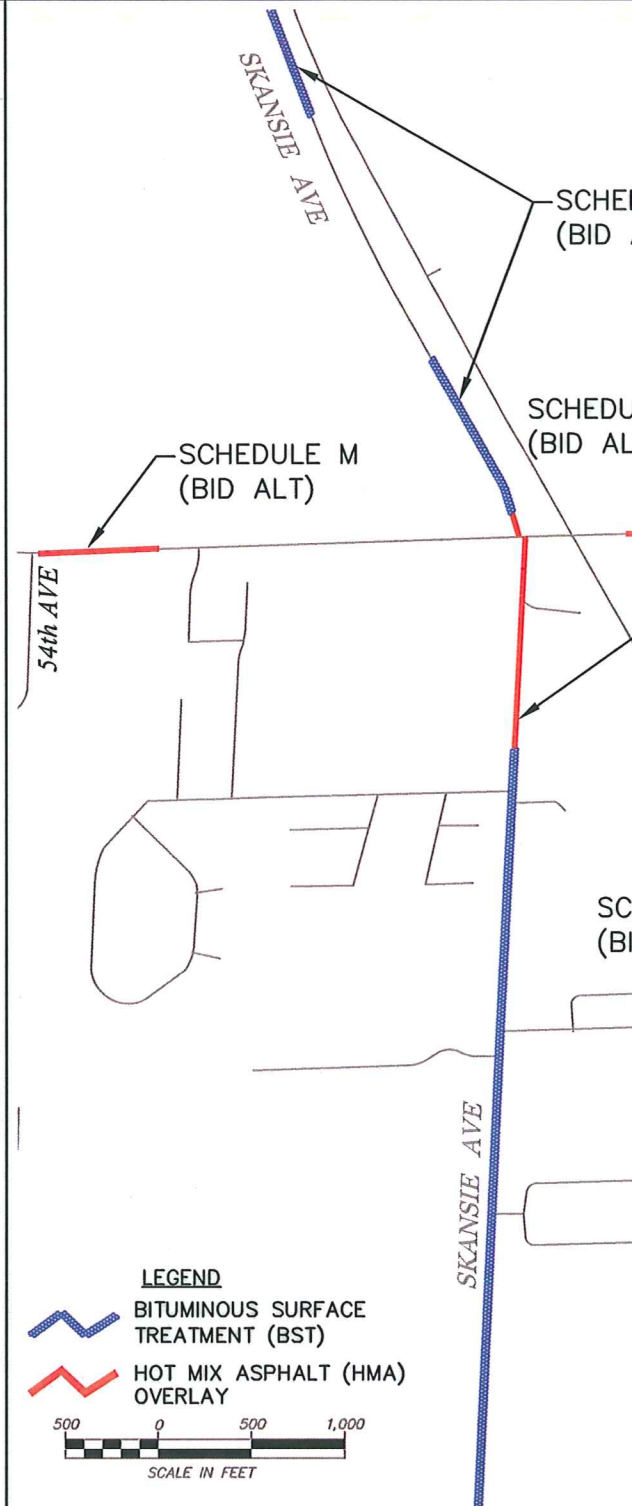 SKANSIE AVE
SCHE
(BID
SCHEDU
(BID AL
SCHEDULE M
(BID ALT)
54th AVE
SC
(BI
SKANSIE AVE
LEGEND
BITUMINOUS SURFACE
TREATMENT (BST)
HOT MIX ASPHALT (HMA)
OVERLAY
500 0 500 1,000
SCALE IN FEET